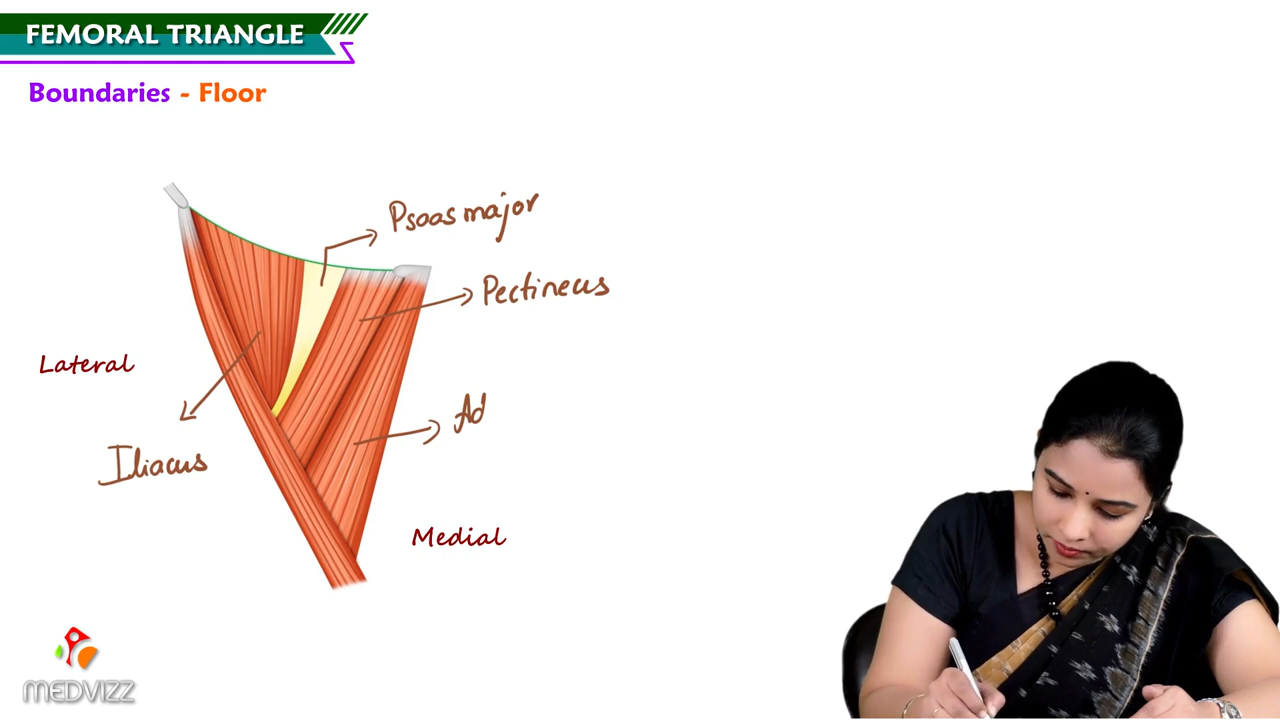 FEMORAL TRIANGLE
Boundaries - Floor
Psoas major
Pectineus
Lateral
Ad
Iliacus
Medial
MEDVIZZ